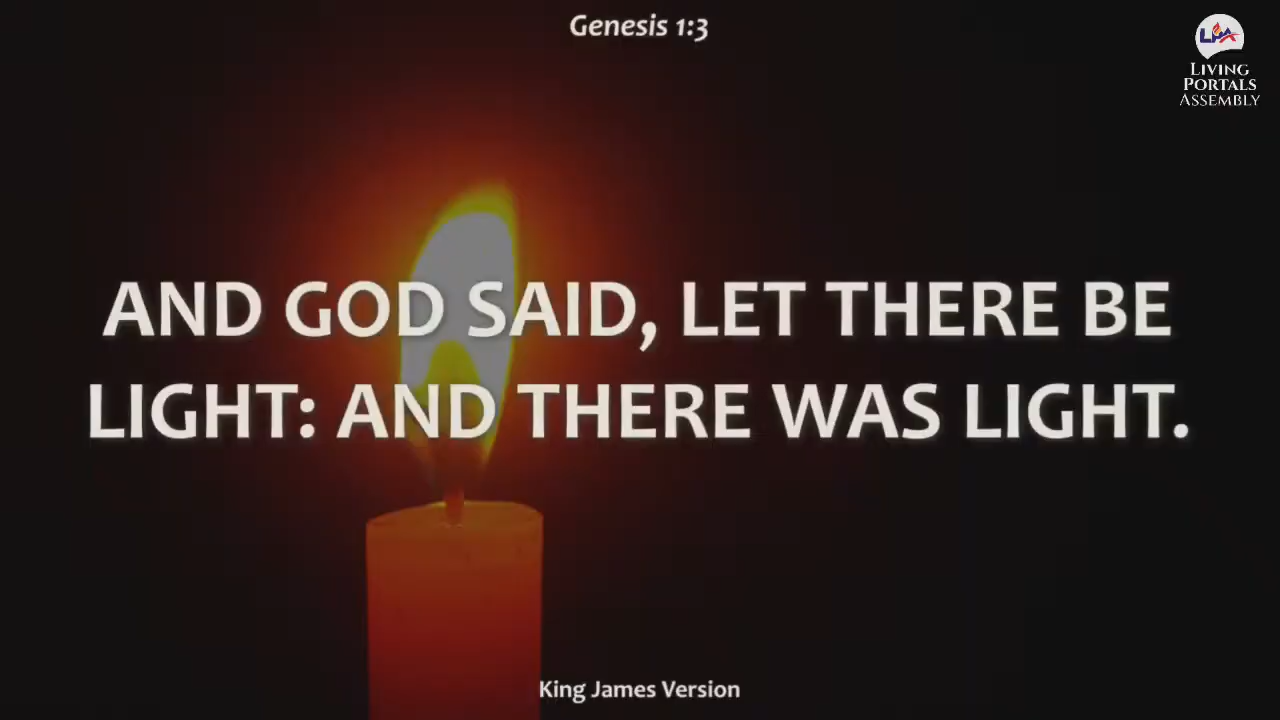 Genesis 1:3
LPA
LIVING
PORTALS
ASSEMBLY
AND GOD SAID, LET THERE BE
LIGHT: AND THERE WAS LIGHT.
King James Version